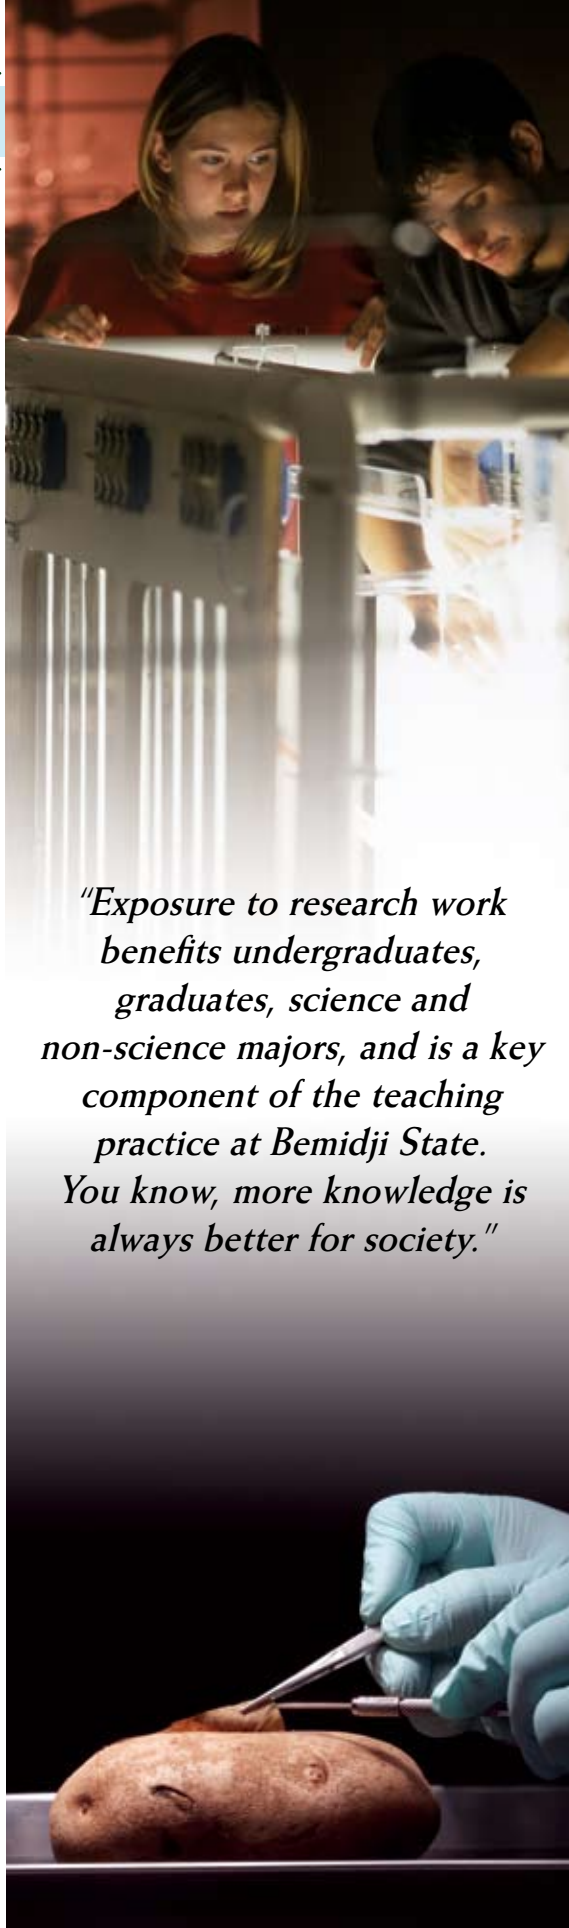 "Exposure to research work
benefits undergraduates,
graduates, science and
non-science majors, and is a key
component of the teaching
practice at Bemidji State.
You know, more knowledge is
always better for society."